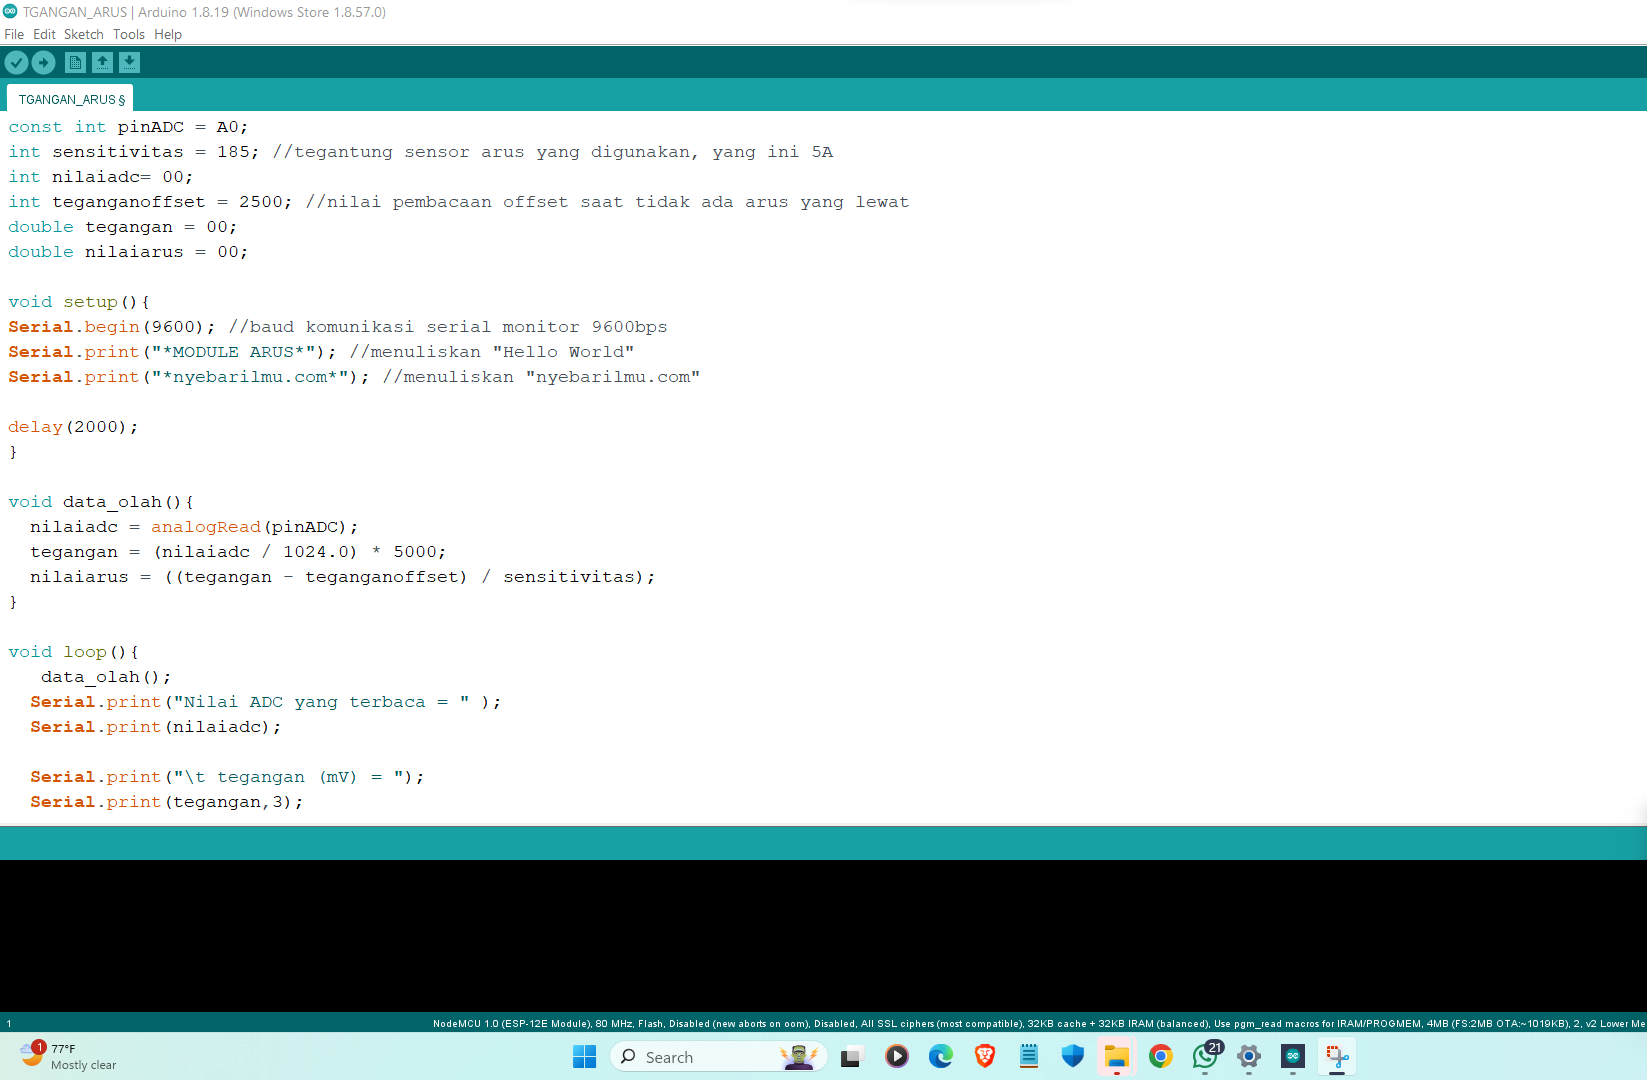 TGANGAN_ARUS | Arduino 1.8.19 (Windows Store 1.8.57.0)
File Edit Sketch Tools Help
TGANGAN_ARUS §
const int pinADC = A0;
int sensitivitas = 185; //tegantung sensor arus yang digunakan, yang ini 5A
int nilaiadc= 00;
int teganganoffset = 2500; //nilai pembacaan offset saat tidak ada arus yang lewat
double tegangan = 00;
double nilaiarus = 00;
void setup(){
Serial.begin(9600); //baud komunikasi serial monitor 9600bps
Serial.print("*MODULE ARUS*"); //menuliskan "Hello World"
Serial.print("*nyebarilmu.com*"); //menuliskan "nyebarilmu.com"
delay(2000);
}
void data_olah(){
nilaiadc = analogRead(pinADC);
tegangan = (nilaiadc / 1024.0) * 5000;
nilaiarus = ((tegangan - teganganoffset) / sensitivitas);
}
void loop(){
data_olah();
Serial.print("Nilai ADC yang terbaca = " );
Serial.print(nilaiadc);
Serial.print("\t tegangan (mV) = ");
Serial.print(tegangan,3);
1 NodeMCU 1.0 (ESP-12E Module), 80 MHz, Flash, Disabled (new aborts on oom), Disabled, All SSL ciphers (most compatible), 32KB cache + 32KB IRAM (balanced), Use pgm_read macros for IRAM/PROGMEM, 4MB (FS:2MB OTA:~1019KB), 2, v2 Lower Me
1 77°F
Mostly clear
Search
21